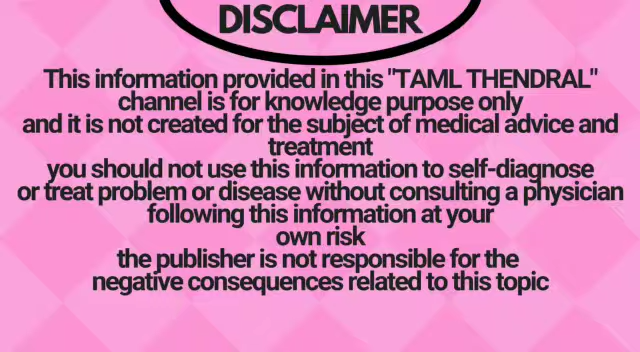 DISCLAIMER
This information provided in this "TAML THENDRAL"
channel is for knowledge purpose only
and it is not created for the subject of medical advice and
treatment
you should not use this information to self-diagnose
or treat problem or disease without consulting a physician
following this information at your
own risk
the publisher is not responsible for the
negative consequences related to this topic